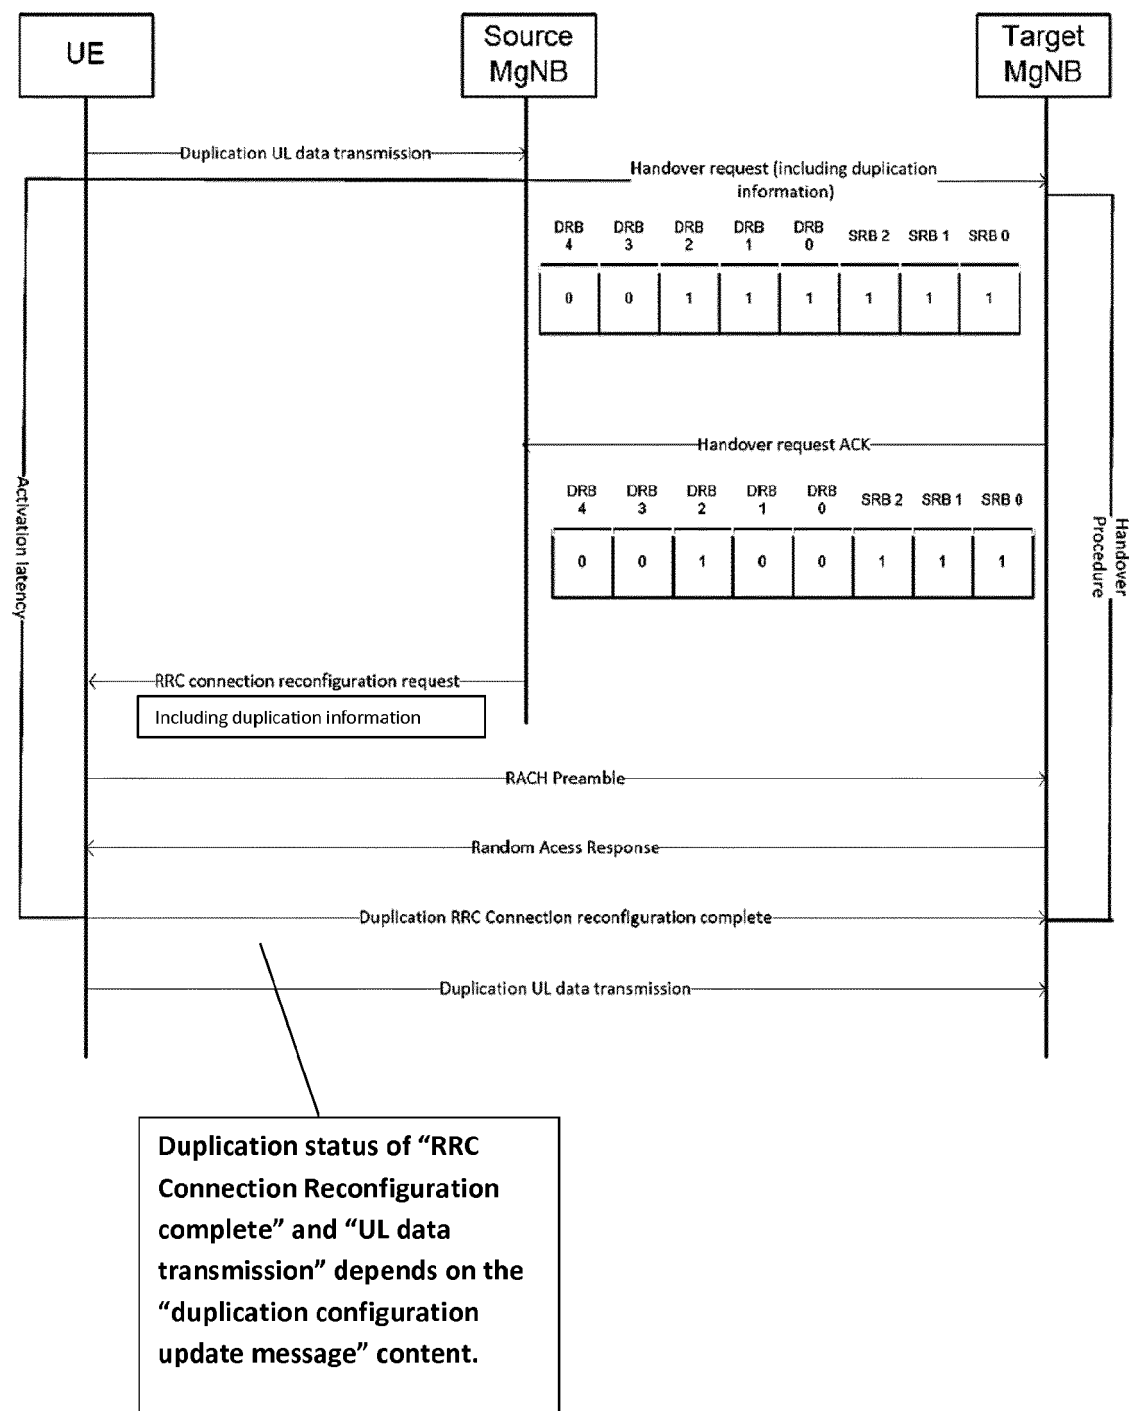 UE
Source
MgNB
Target
MgNB
Duplication UL data transmission
Handover request (including duplication
information)
DRB
4
DRB
3
DRB
2
DRB
1
DRB
0
SRB 2
SRB 1
SRB 0
0 0 1 1 1 1 1 1
Handover request ACK
DRB
4
DRB
3
DRB
2
DRB
1
DRB
0
SRB 2
SRB 1
SRB 0
0 0 1 0 0 1 1 1
Activation latency
Handover
Procedure
RRC connection reconfiguration request
Including duplication information
RACH Preamble
Random Acess Response
Duplication RRC Connection reconfiguration complete
Duplication UL data transmission
Duplication status of “RRC
Connection Reconfiguration
complete” and “UL data
transmission” depends on the
“duplication configuration
update message” content.